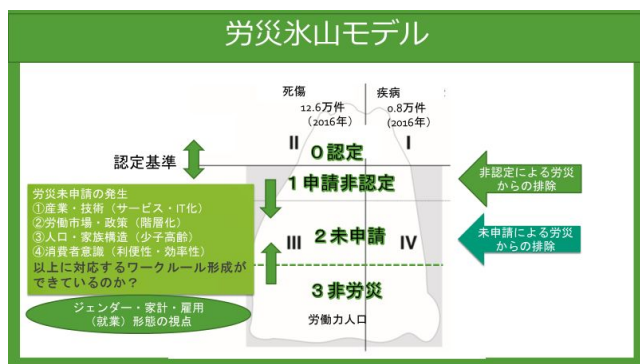 労災氷山モデル
死傷
疾病
12.6万件
(2016年)
0.8万件
(2016年)
II
I
0認定
認定基準
1申請非認定
非認定による労災
からの排除
労災未申請の発生
①産業・技術(サービス・IT化)
②労働市場・政策(階層化)
③人口・家族構造(少子高齢)
④消費者意識(利便性・効率性)
以上に対応するワークルール形成が
できているのか?
III
2未申請
IV
未申請による労災
からの排除
3非労災
労働力人口
ジェンダー・家計・雇用
(就業)形態の視点